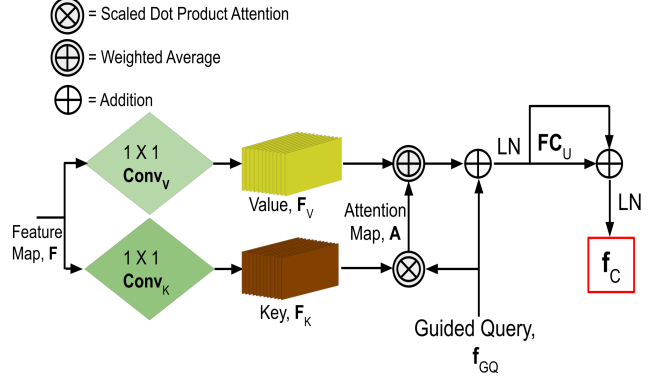 = Scaled Dot Product Attention
= Weighted Average
= Addition
1 X 1
Conv_V
Value, F_V
LN
FC_U
LN
Feature
Map, F
Attention
Map, A
1 X 1
Conv_K
Key, F_K
f_C
Guided Query,
f_GQ